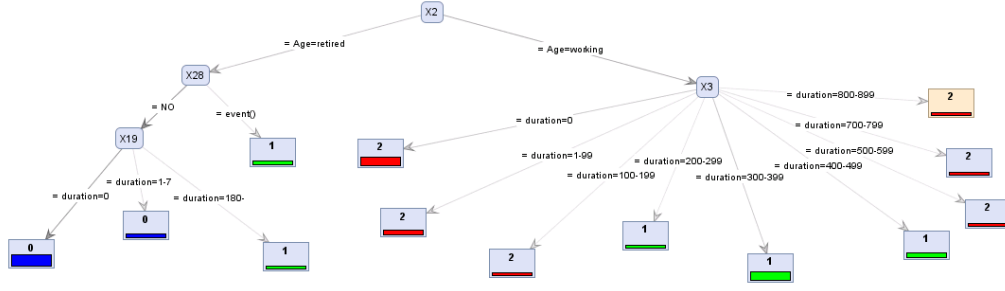 X2
= Age=retired
= Age=working
X28
X3
= NO
= event()
= duration=800-899
2
X19
1
= duration=0
= duration=700-799
2
= duration=1-99
= duration=200-299
= duration=500-599
2
= duration=100-199
= duration=300-399
= duration=400-499
= duration=1-7
= duration=0
= duration=180-
0
2
2
1
1
0
1
2
1
2